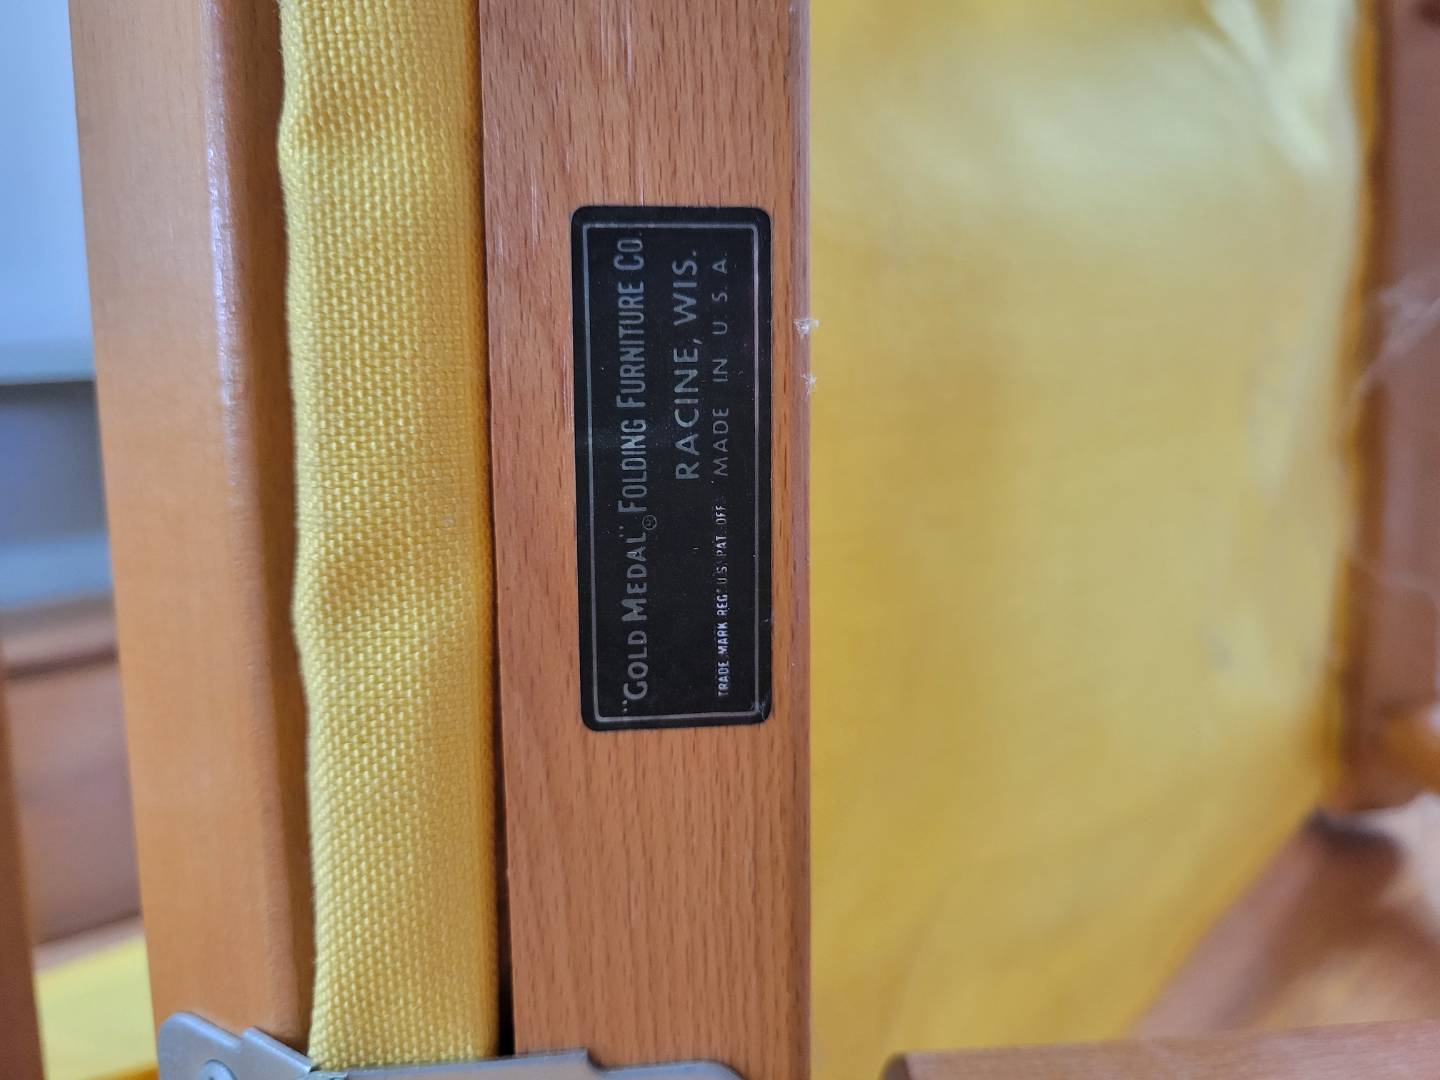 "GOLD MEDAL"® FOLDING FURNITURE CO.
RACINE, WIS.
TRADE MARK REG. U.S. PAT. OFF. MADE IN U. S. A.